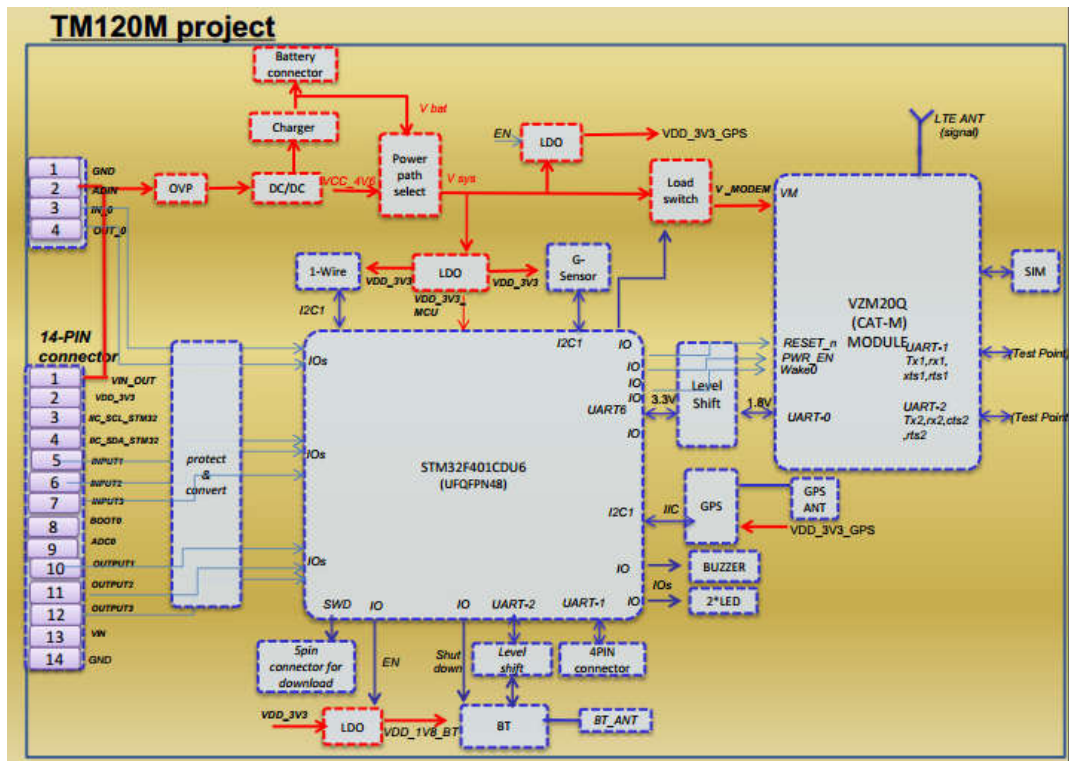 TM120M project
Battery
connector
V bat
Charger
EN
LDO
VDD_3V3_GPS
LTE ANT
(signal)
1
GND
2
ADIN
3
IN_0
4
OUT_0
OVP
DC/DC
VCC_4V6
Power
path
select
V sys
Load
switch
V_MODEM
VM
1-Wire
VDD_3V3
LDO
VDD_3V3
G-
Sensor
VDD_3V3_
MCU
I2C1
VZM20Q
(CAT-M)
MODULE
SIM
UART-1
Tx1,rx1,
xts1,rts1
(Test Point
UART-2
Tx2,rx2,cts2
,rts2
(Test Point
RESET_n
PWR_EN
Wake0
UART-0
Level
Shift
3.3V
1.8V
14-PIN
connector
1
VIN_OUT
2
VDD_3V3
3
IIC_SCL_STM32
4
IIC_SDA_STM32
5
INPUT1
6
INPUT2
7
INPUT3
8
BOOT0
9
ADC0
10
OUTPUT1
11
OUTPUT2
12
OUTPUT3
13
VIN
14
GND
protect
&
convert
IOs
IOs
IOs
I2C1
IO
IO
IO
IO
UART6
IO
STM32F401CDU6
(UFQFPN48)
I2C1
IIC
GPS
GPS
ANT
VDD_3V3_GPS
IO
BUZZER
IOs
IO
2*LED
SWD
IO
IO
UART-2
UART-1
5pin
connector for
download
EN
Shut
down
Level
shift
4PIN
connector
VDD_3V3
LDO
VDD_1V8_BT
BT
BT_ANT